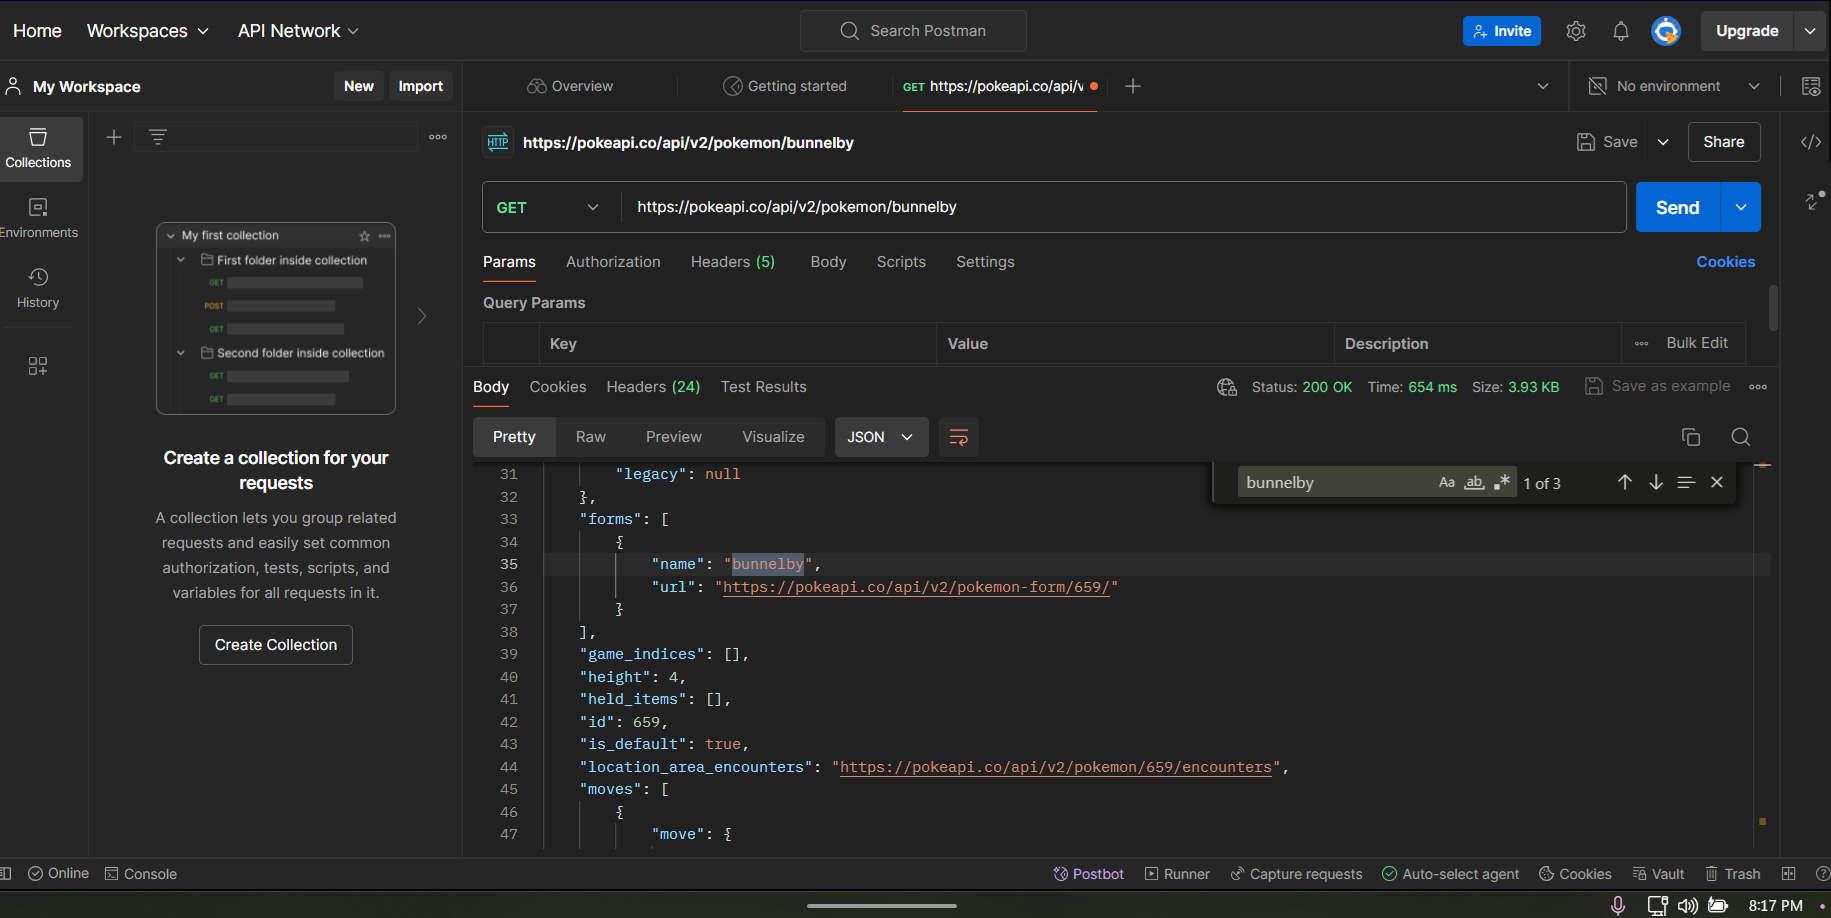 Home Workspaces API Network Search Postman Invite Upgrade
My Workspace New Import Overview Getting started GET https://pokeapi.co/api/v No environment
Collections
Environments
History
My first collection
First folder inside collection
GET
POST
GET
Second folder inside collection
GET
GET
Create a collection for your
requests
A collection lets you group related
requests and easily set common
authorization, tests, scripts, and
variables for all requests in it.
Create Collection
HTTP https://pokeapi.co/api/v2/pokemon/bunnelby Save Share
GET https://pokeapi.co/api/v2/pokemon/bunnelby Send
Params Authorization Headers (5) Body Scripts Settings Cookies
Query Params
Key Value Description Bulk Edit
Body Cookies Headers (24) Test Results Status: 200 OK Time: 654 ms Size: 3.93 KB Save as example
Pretty Raw Preview Visualize JSON
bunnelby Aa ab 1 of 3
31 "legacy": null
32 },
33 "forms": [
34 {
35 "name": "bunnelby",
36 "url": "https://pokeapi.co/api/v2/pokemon-form/659/"
37 }
38 ],
39 "game_indices": [],
40 "height": 4,
41 "held_items": [],
42 "id": 659,
43 "is_default": true,
44 "location_area_encounters": "https://pokeapi.co/api/v2/pokemon/659/encounters",
45 "moves": [
46 {
47 "move": {
Online Console Postbot Runner Capture requests Auto-select agent Cookies Vault Trash
8:17 PM